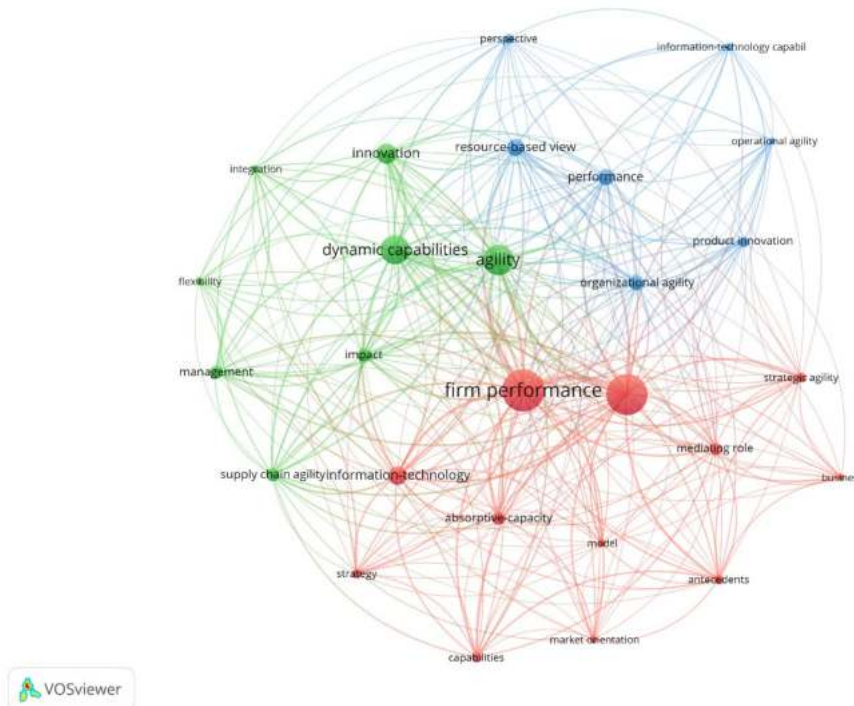 perspective
information-technology capabil
operational agility
resource-based view
innovation
integration
performance
product innovation
dynamic capabilities
agility
organizational agility
flexibility
impact
management
strategic agility
firm performance
mediating role
supply chain agility
information-technology
busine
absorptive-capacity
model
strategy
antecedents
market orientation
capabilities
VOSviewer